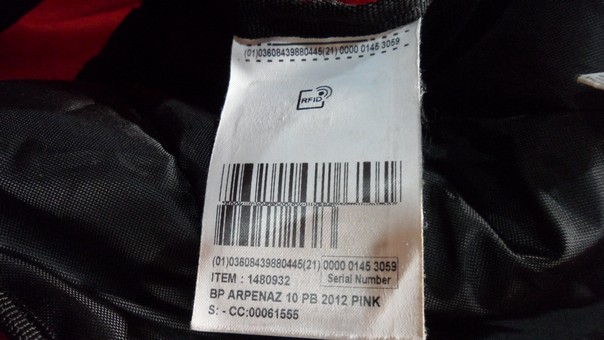 (01)03608439880445(21) 0000 0145 3059
RFID
(01)03608439880445(21) 0000 0145 3059
ITEM : 1480932 Serial Number
BP ARPENAZ 10 PB 2012 PINK
S: - CC:00061555